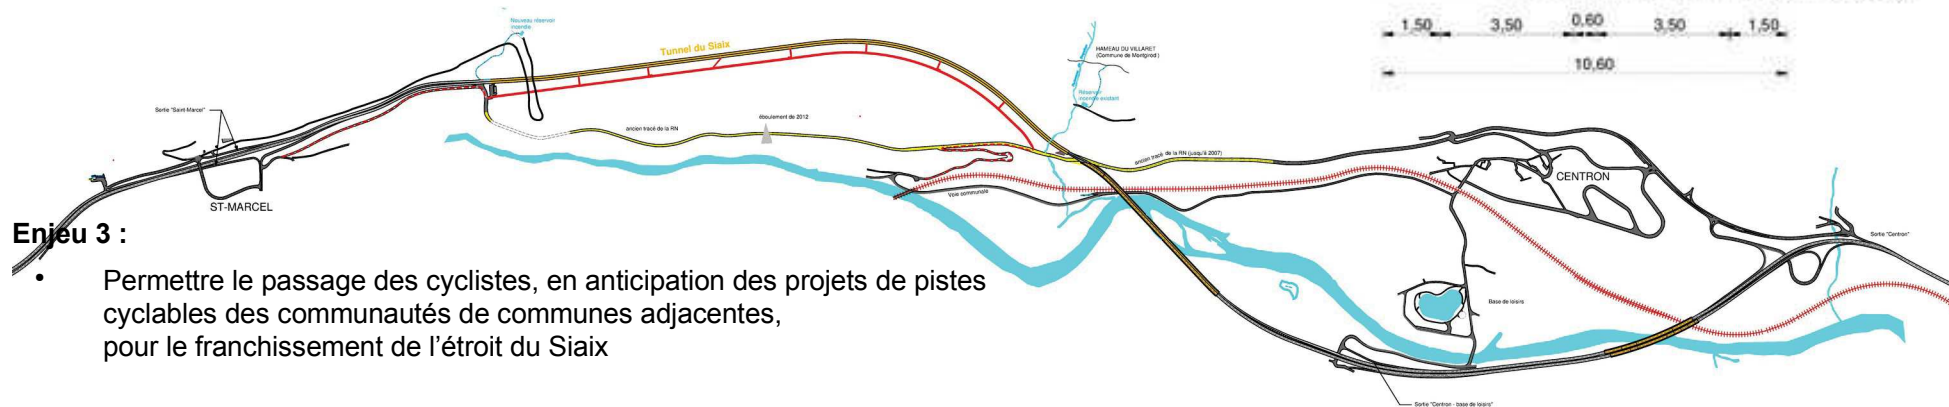 1,50 3,50 0,60 3,50 1,50
10,60
Nouveau réservoir
incendie
Tunnel du Siaix
HAMEAU DU VILLARET
(Commune de Montgirod )
Réservoir
incendie existant
Sortie "Saint-Marcel"
éboulement de 2012
ancien tracé de la RN
ancien tracé de la RN (jusqu'à 2007)
CENTRON
Voie communale
ST-MARCEL
Sortie "Centron"
Enjeu 3 :
• Permettre le passage des cyclistes, en anticipation des projets de pistes
cyclables des communautés de communes adjacentes,
pour le franchissement de l'étroit du Siaix
Base de loisirs
Sortie "Centron - base de loisirs"